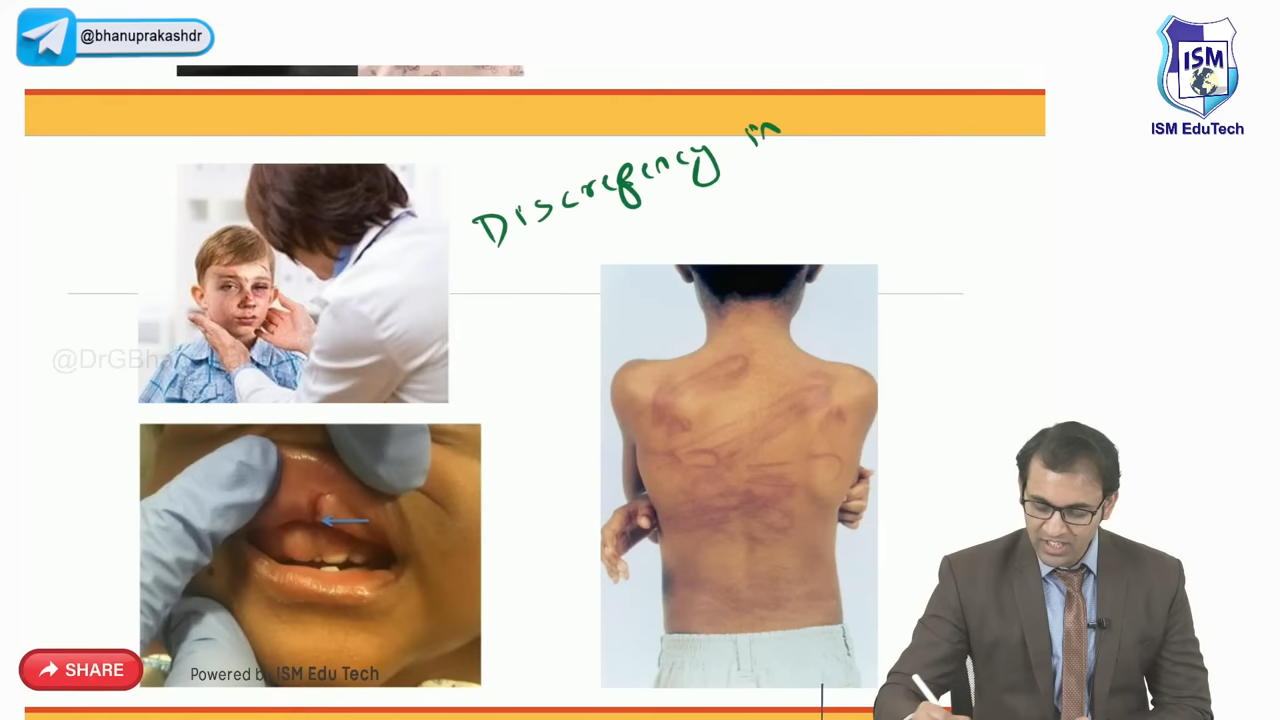 @bhanuprakashdr
ISM
ISM EduTech
Discrepency in
SHARE
Powered by ISM Edu Tech